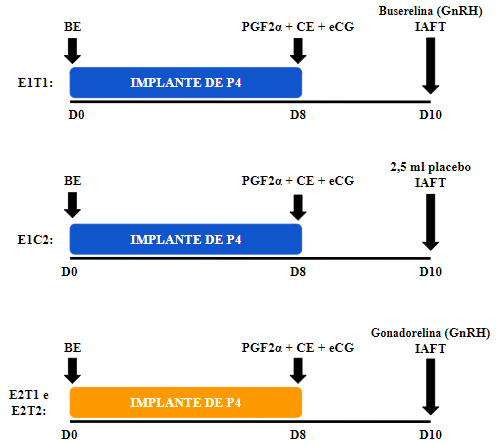 Buserelina (GnRH)
BE
PGF2α + CE + eCG
IAFT
E1T1:
IMPLANTE DE P4
D0
D8
D10
2,5 ml placebo
BE
PGF2α + CE + eCG
IAFT
E1C2:
IMPLANTE DE P4
D0
D8
D10
Gonadorelina (GnRH)
BE
PGF2α + CE + eCG
IAFT
E2T1 e
E2T2:
IMPLANTE DE P4
D0
D8
D10